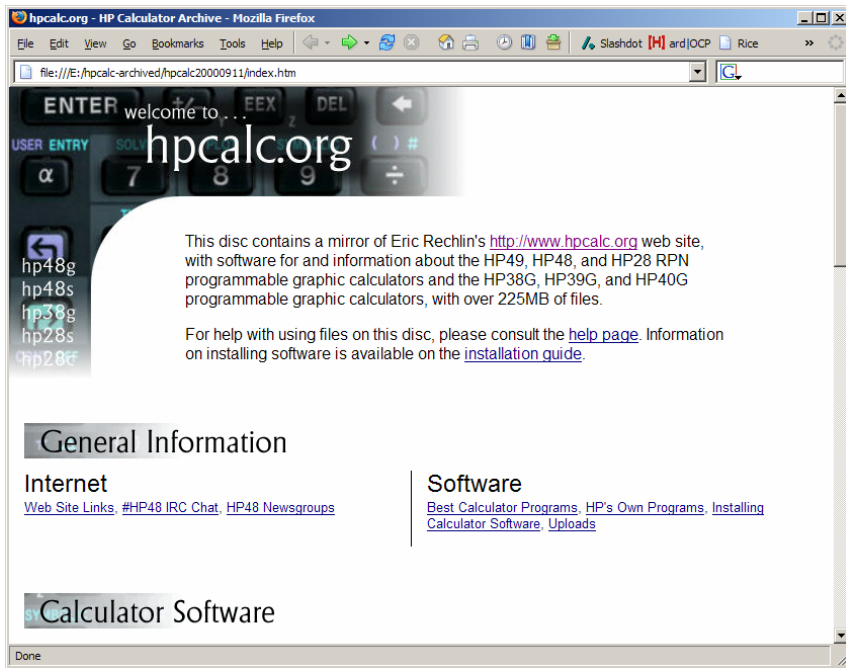 hpcalc.org - HP Calculator Archive - Mozilla Firefox
File Edit View Go Bookmarks Tools Help Slashdot [H] ard|OCP Rice »
file:///E:/hpcalc-archived/hpcalc20000911/index.htm G
ENTER +/- EEX DEL
welcome to . . .
Z
USER ENTRY ( ) #
hpcalc.org
α 7 8 9 ÷
This disc contains a mirror of Eric Rechlin's http://www.hpcalc.org web site,
with software for and information about the HP49, HP48, and HP28 RPN
programmable graphic calculators and the HP38G, HP39G, and HP40G
programmable graphic calculators, with over 225MB of files.
For help with using files on this disc, please consult the help page. Information
on installing software is available on the installation guide.
hp48g
hp48s
hp38g
hp28s
hp28c
General Information
Internet
Web Site Links, #HP48 IRC Chat, HP48 Newsgroups
Software
Best Calculator Programs, HP's Own Programs, Installing
Calculator Software, Uploads
Calculator Software
Done